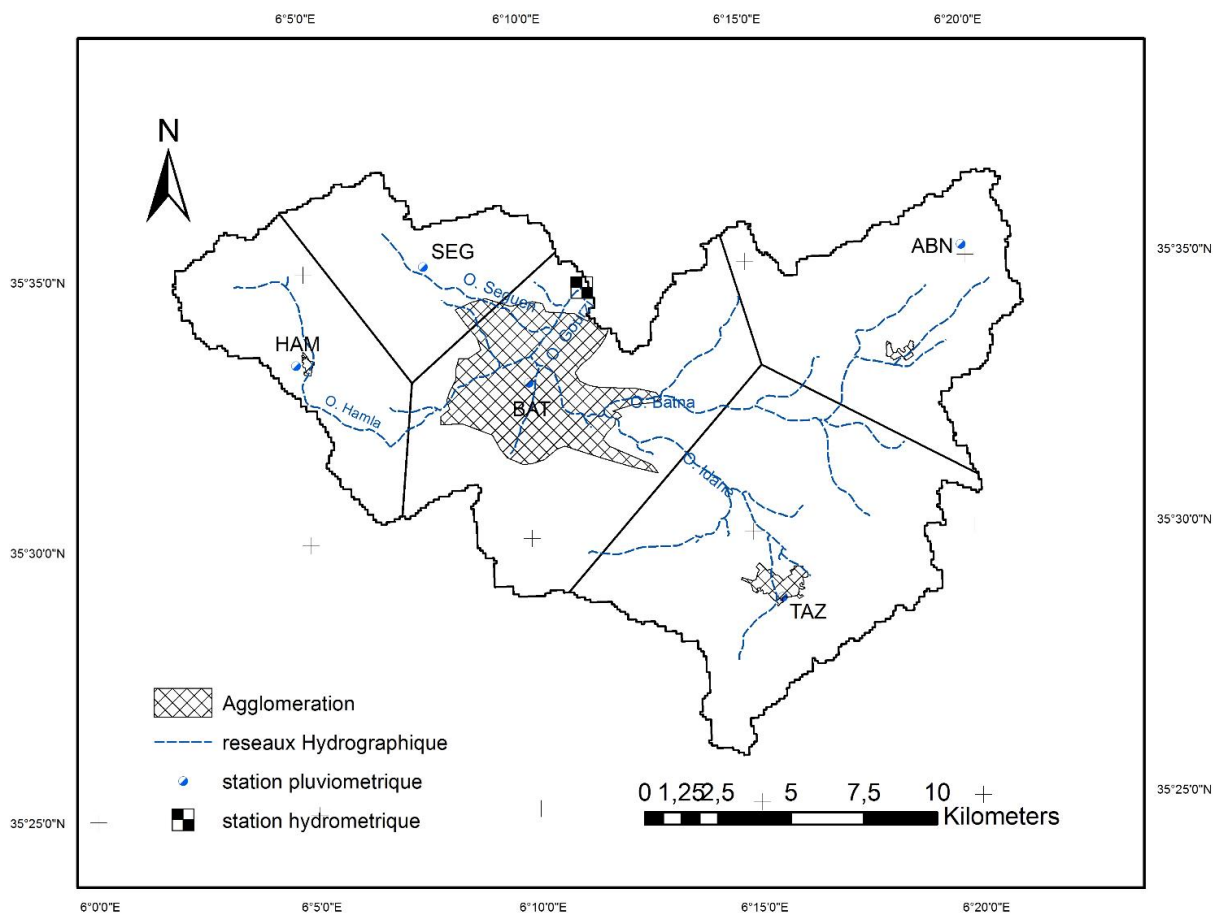 6°5'0"E 6°10'0"E 6°15'0"E 6°20'0"E
N
SEG
ABN
35°35'0"N
35°35'0"N
O. Seguen
HAM
O. Gourzi
O. Hamla
BAT
O. Batna
O. Idarie
35°30'0"N
35°30'0"N
TAZ
Agglomeration
reseaux Hydrographique
station pluviometrique
station hydrometrique
0 1,25 2,5 5 7,5 10
Kilometers
35°25'0"N
35°25'0"N
6°0'0"E 6°5'0"E 6°10'0"E 6°15'0"E 6°20'0"E